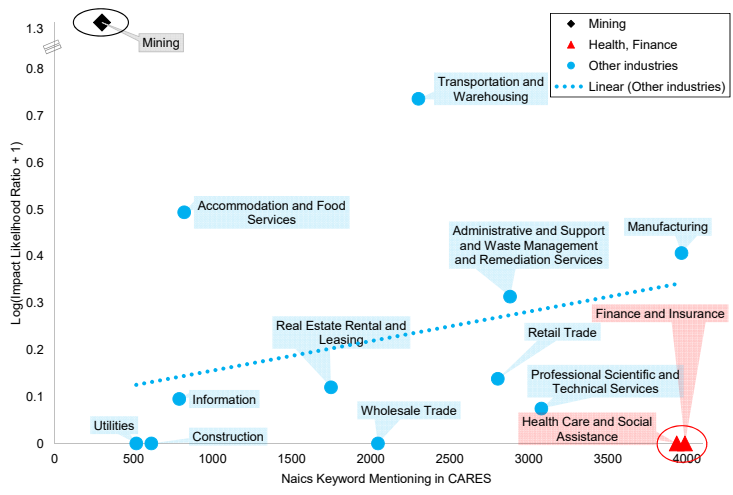 1.3
0.8
0.7
0.6
0.5
0.4
0.3
0.2
0.1
0
Log(Impact Likelihood Ratio + 1)
Mining
Transportation and
Warehousing
Accommodation and Food
Services
Administrative and Support
and Waste Management
and Remediation Services
Manufacturing
Finance and Insurance
Real Estate Rental and
Leasing
Retail Trade
Professional Scientific and
Technical Services
Information
Wholesale Trade
Utilities
Construction
Health Care and Social
Assistance
0
500
1000
1500
2000
2500
3000
3500
4000
Naics Keyword Mentioning in CARES
Mining
Health, Finance
Other industries
Linear (Other industries)